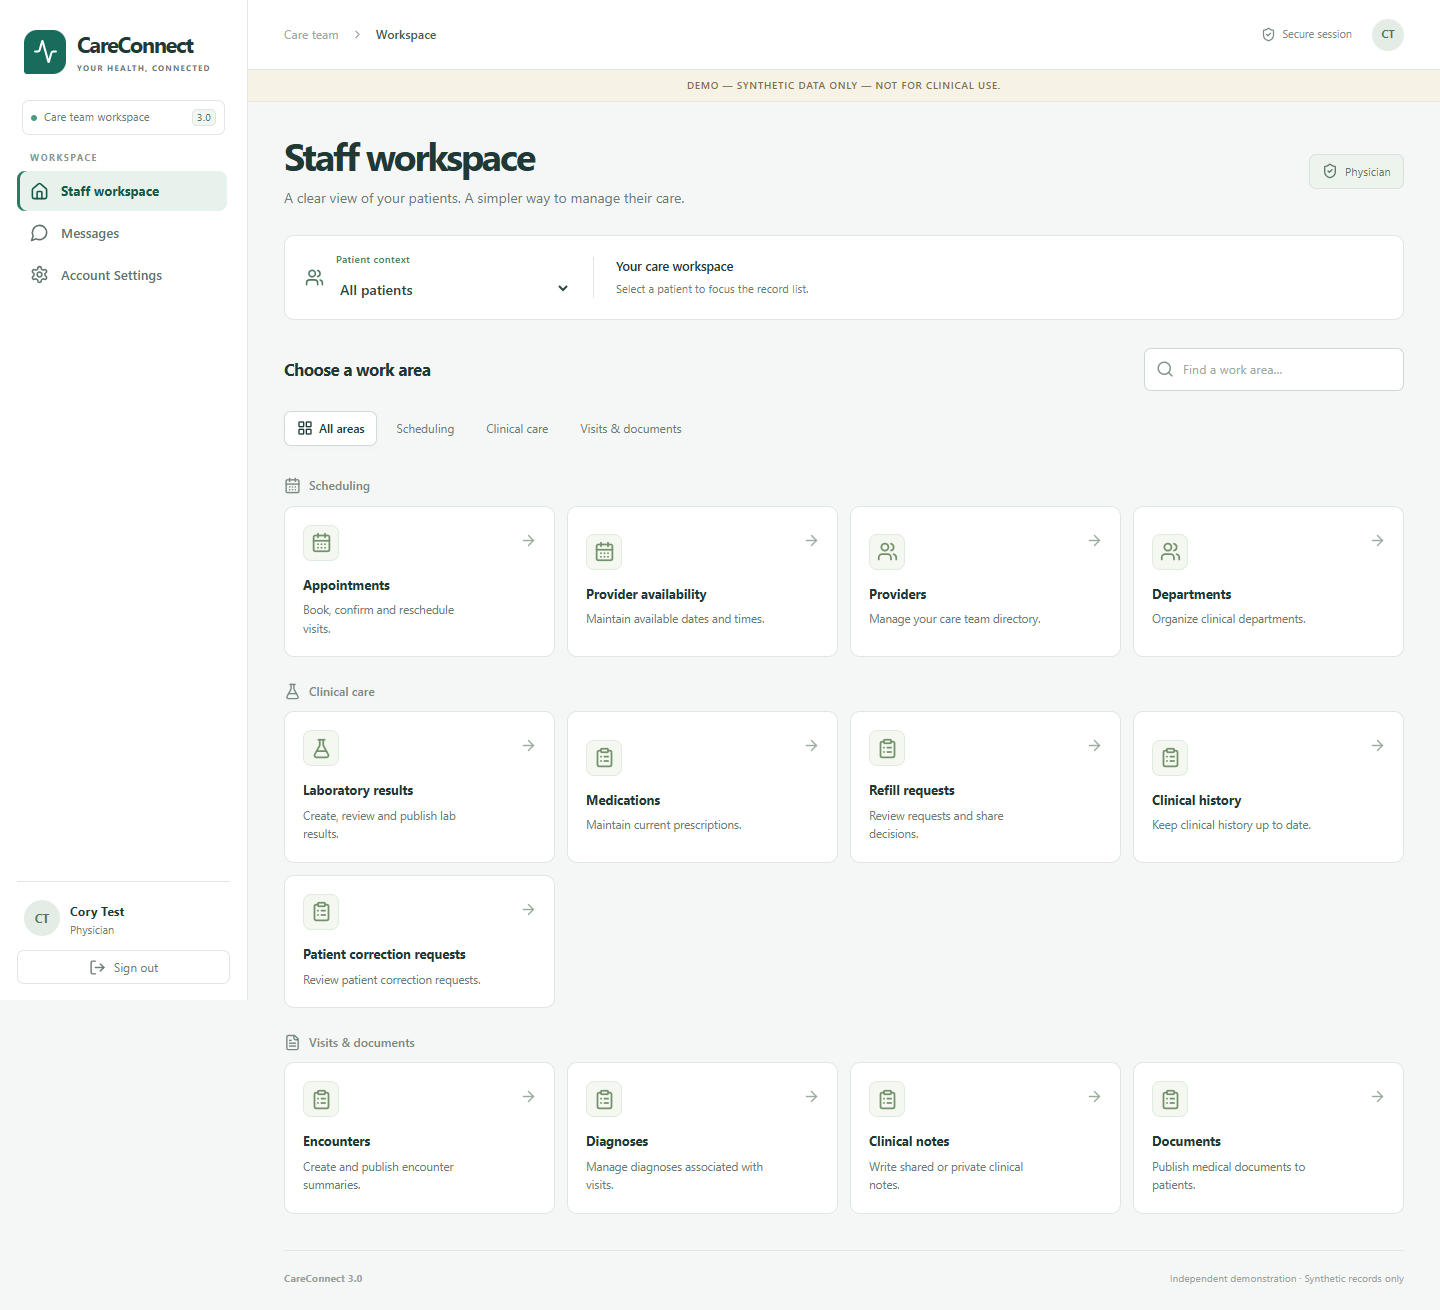 CareConnect
YOUR HEALTH, CONNECTED
Care team workspace 3.0
WORKSPACE
Staff workspace
Messages
Account Settings
CT
Cory Test
Physician
Sign out
Care team > Workspace
Secure session
CT
DEMO — SYNTHETIC DATA ONLY — NOT FOR CLINICAL USE.
Staff workspace
A clear view of your patients. A simpler way to manage their care.
Physician
Patient context
All patients
Your care workspace
Select a patient to focus the record list.
Choose a work area
Find a work area...
All areas
Scheduling
Clinical care
Visits & documents
Scheduling
Appointments
Book, confirm and reschedule
visits.
Provider availability
Maintain available dates and times.
Providers
Manage your care team directory.
Departments
Organize clinical departments.
Clinical care
Laboratory results
Create, review and publish lab
results.
Medications
Maintain current prescriptions.
Refill requests
Review requests and share
decisions.
Clinical history
Keep clinical history up to date.
Patient correction requests
Review patient correction requests.
Visits & documents
Encounters
Create and publish encounter
summaries.
Diagnoses
Manage diagnoses associated with
visits.
Clinical notes
Write shared or private clinical
notes.
Documents
Publish medical documents to
patients.
CareConnect 3.0
Independent demonstration · Synthetic records only